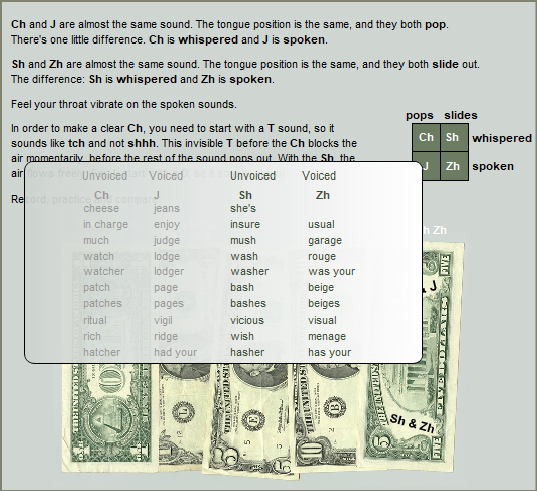 Ch and J are almost the same sound. The tongue position is the same, and they both pop.
There's one little difference. Ch is whispered and J is spoken.
Sh and Zh are almost the same sound. The tongue position is the same, and they both slide out.
The difference: Sh is whispered and Zh is spoken.
Feel your throat vibrate on the spoken sounds.
In order to make a clear Ch, you need to start with a T sound, so it
sounds like tch and not shhh. This invisible T before the Ch blocks the
air momentarily, before the rest of the sound pops out. With the Sh, the
air flows
Record, practice and compare.
pops slides
Ch Sh whispered
J Zh spoken
Unvoiced Voiced Unvoiced Voiced
Ch J Sh Zh
cheese jeans she's
in charge enjoy insure usual
much judge mush garage
watch lodge wash rouge
watcher lodger washer was your
patch page bash beige
patches pages bashes beiges
ritual vigil vicious visual
rich ridge wish menage
hatcher had your hasher has your
Zh
FIVE
& J
Sh & Zh